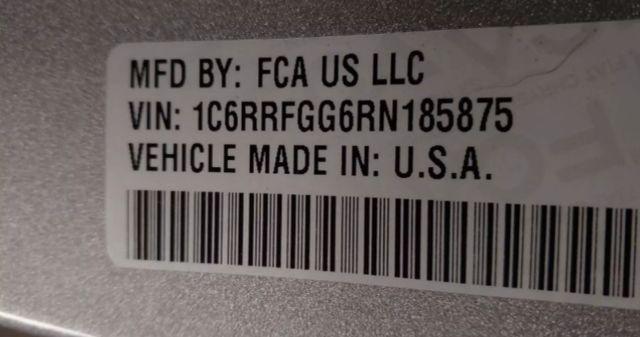 MFD BY: FCA US LLC
VIN: 1C6RRFGG6RN185875
VEHICLE MADE IN: U.S.A.